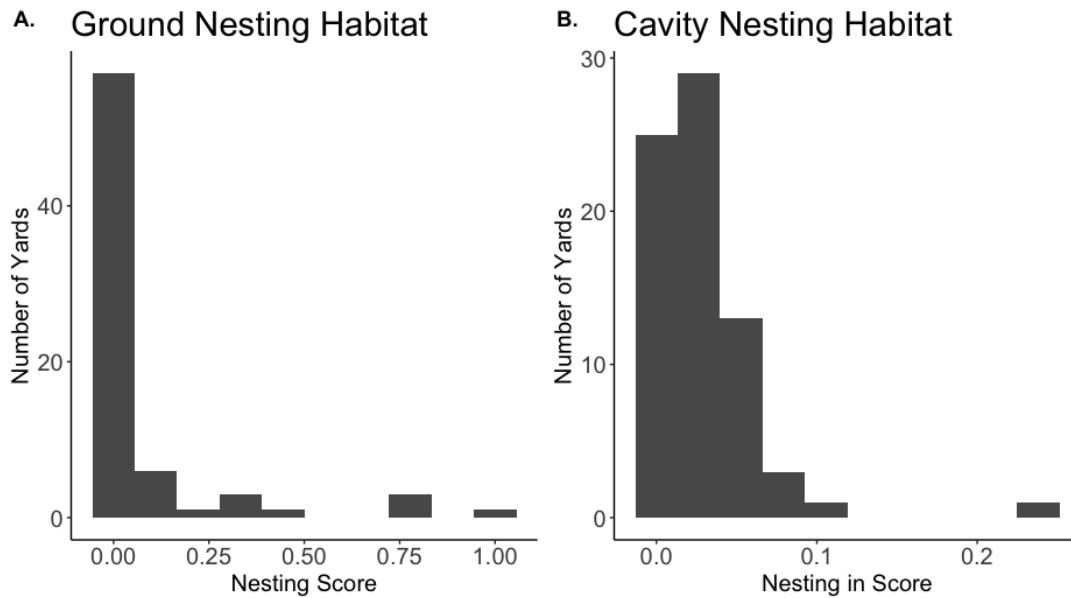 A. Ground Nesting Habitat
Number of Yards
40
20
0
0.00 0.25 0.50 0.75 1.00
Nesting Score
B. Cavity Nesting Habitat
Number of Yards
30
20
10
0
0.0 0.1 0.2
Nesting in Score